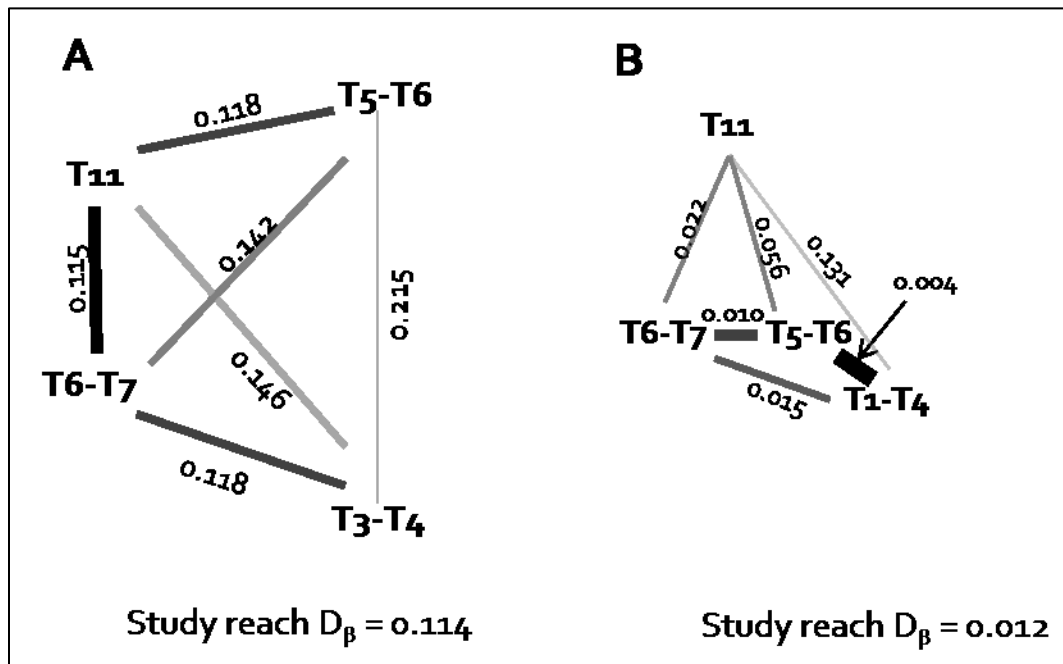 A
T5-T6
0.118
T11
0.142
0.115
0.215
T6-T7
0.146
0.118
T3-T4
Study reach Dβ = 0.114
B
T11
0.022
0.056
0.131
0.004
T6-T7
0.010
T5-T6
0.015
T1-T4
Study reach Dβ = 0.012